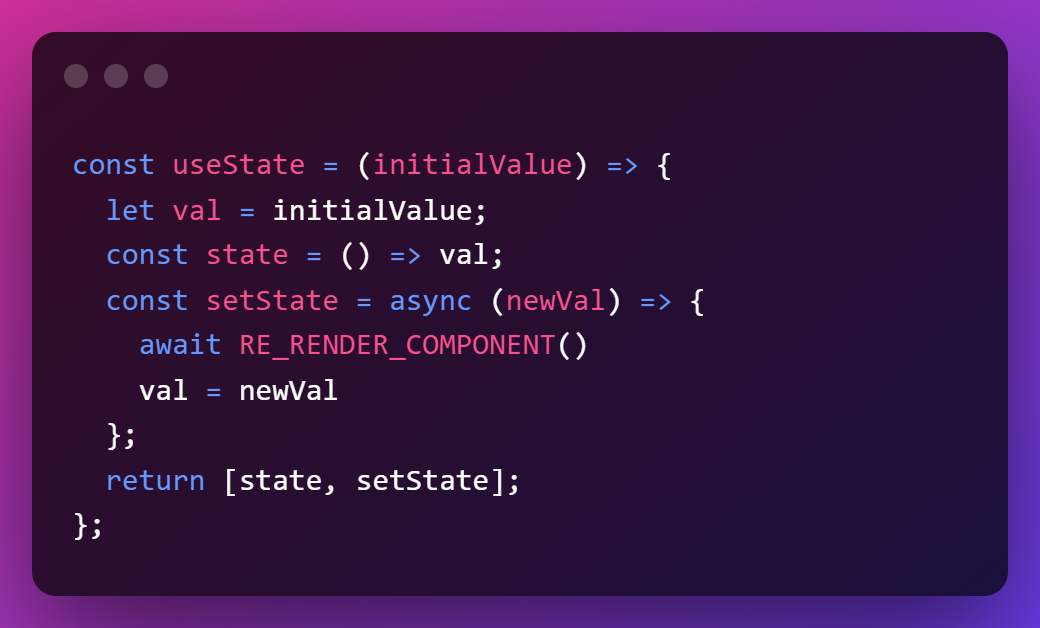 const useState = (initialValue) => {
  let val = initialValue;
  const state = () => val;
  const setState = async (newVal) => {
    await RE_RENDER_COMPONENT()
    val = newVal
  };
  return [state, setState];
};